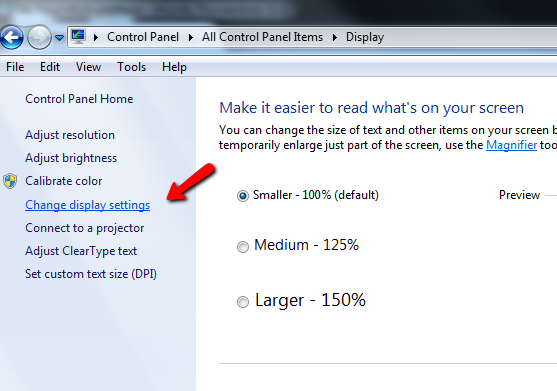 Control Panel All Control Panel Items Display
File Edit View Tools Help
Control Panel Home
Adjust resolution
Adjust brightness
Calibrate color
Change display settings
Connect to a projector
Adjust ClearType text
Set custom text size (DPI)
Make it easier to read what's on your screen
You can change the size of text and other items on your screen b
temporarily enlarge just part of the screen, use the Magnifier too
Smaller - 100% (default) Preview
Medium - 125%
Larger - 150%